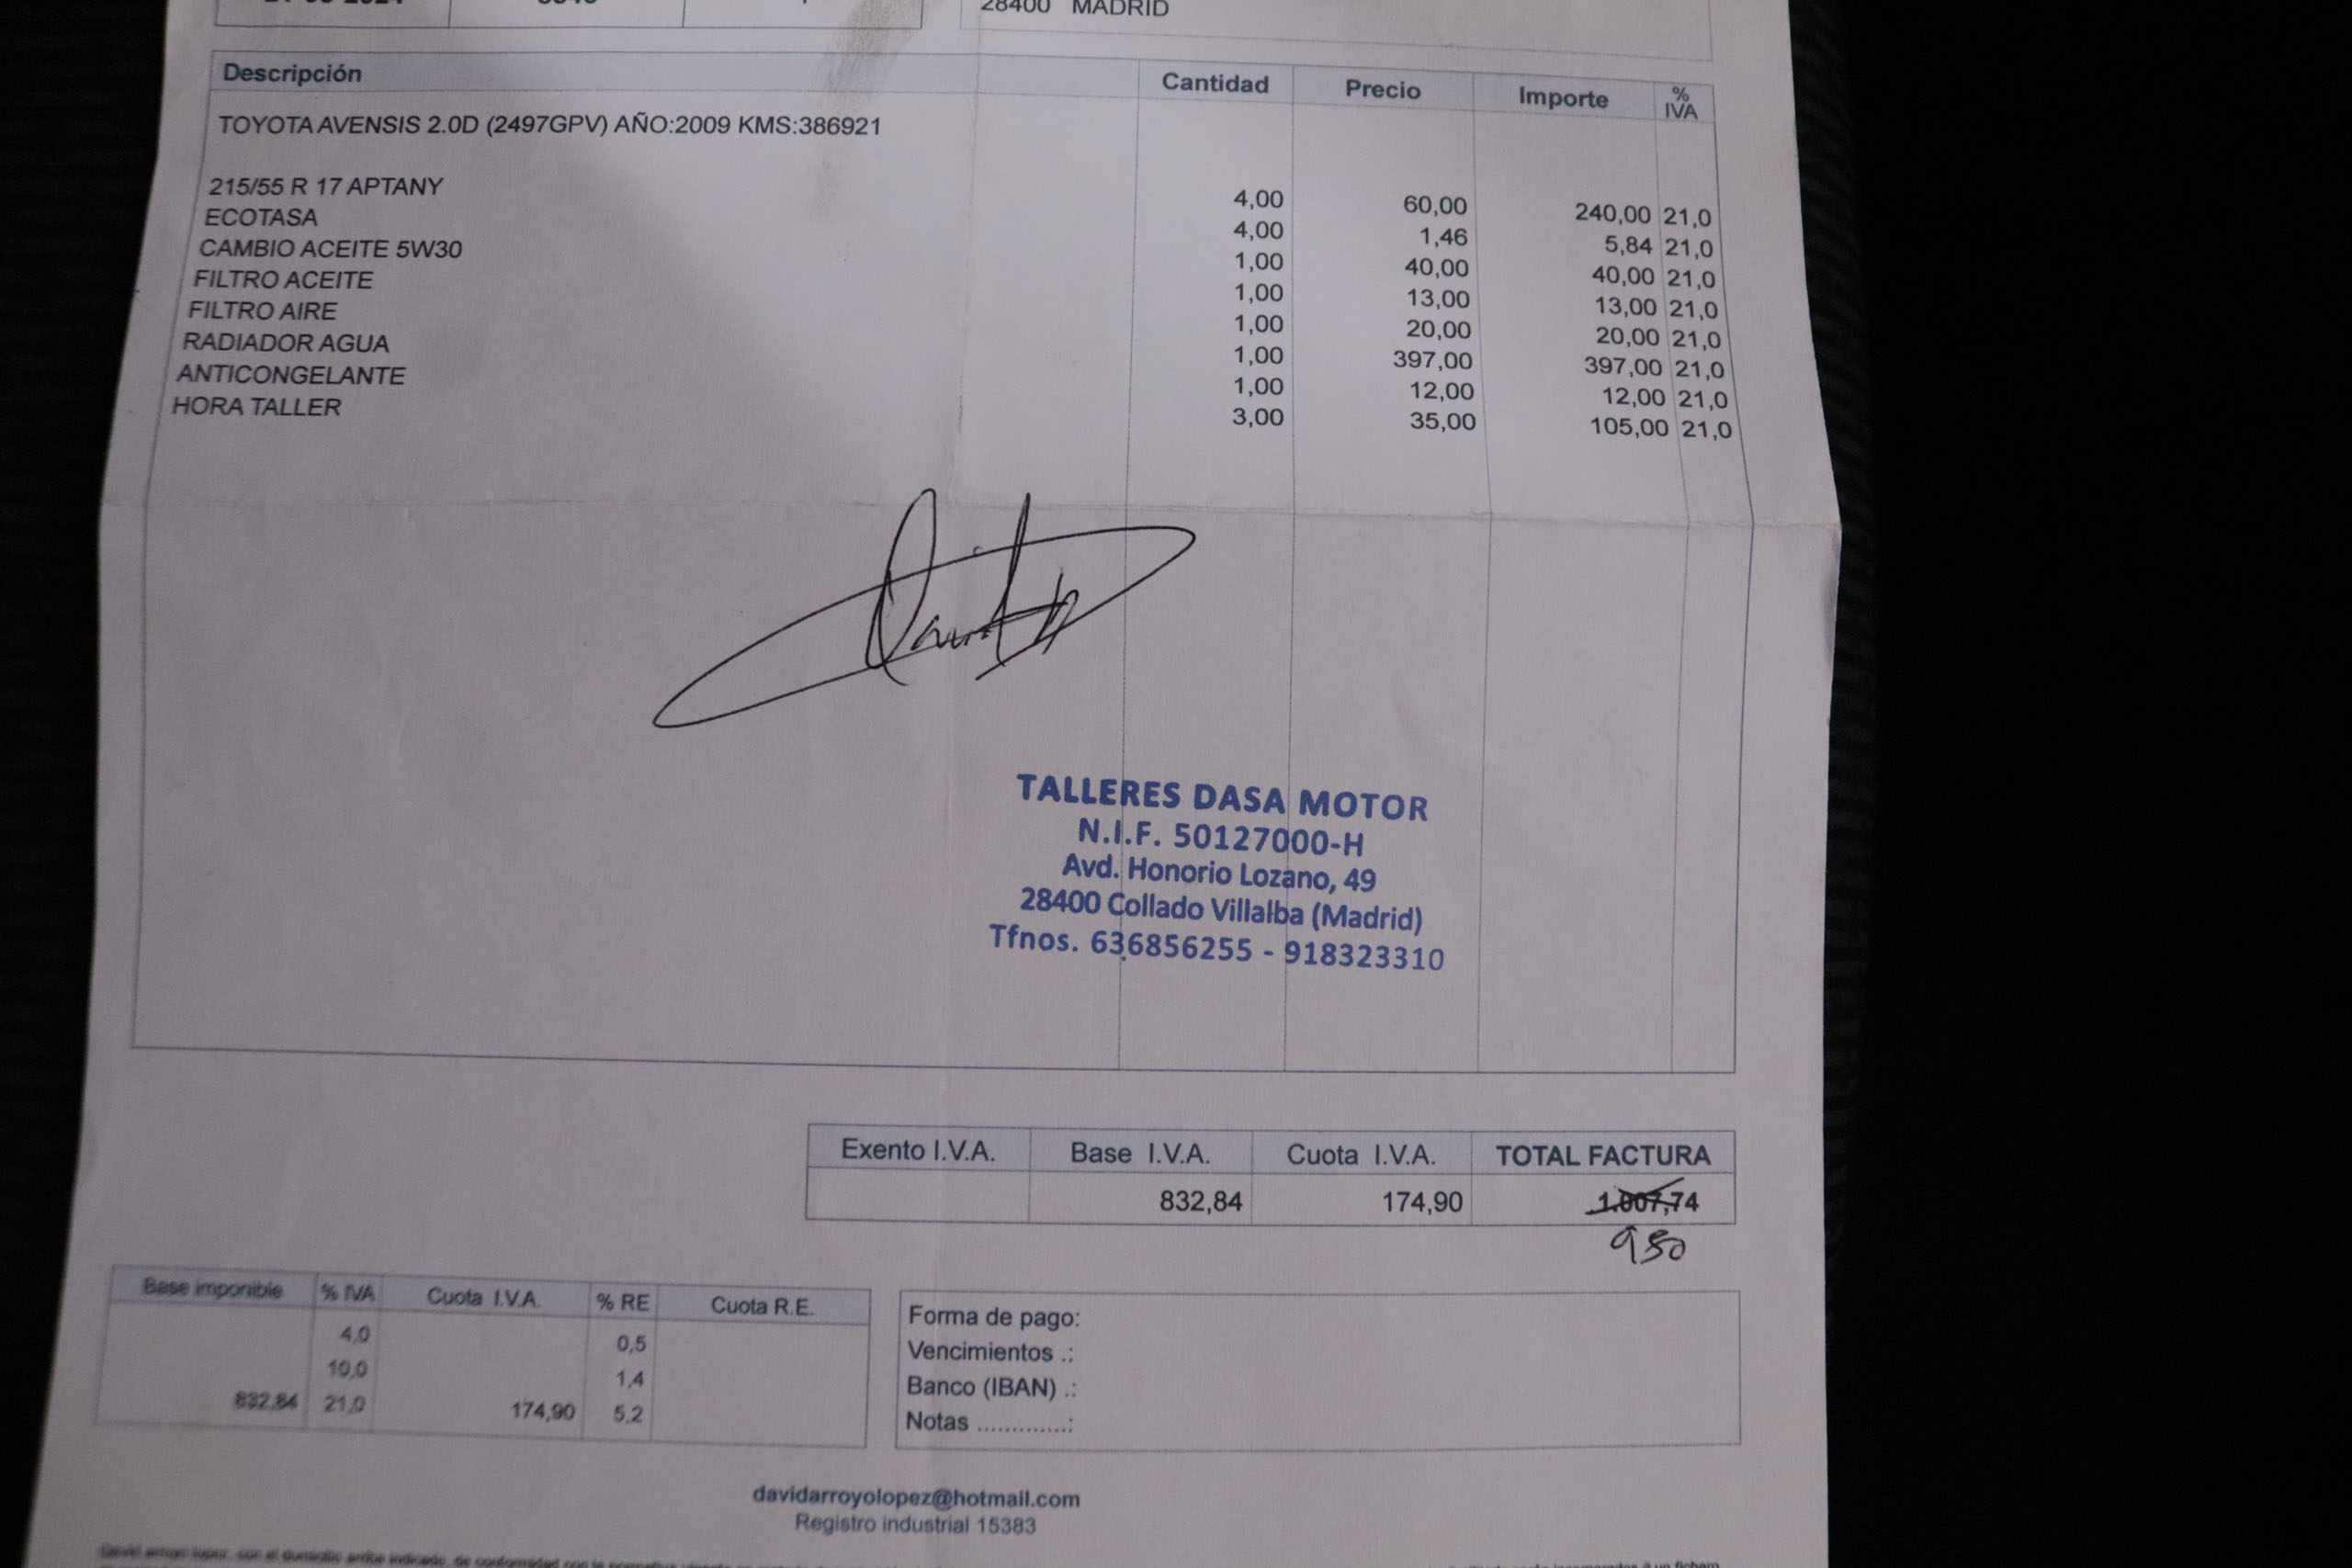 28400 MADRID
Descripción Cantidad Precio Importe % IVA
TOYOTA AVENSIS 2.0D (2497GPV) AÑO:2009 KMS:386921
215/55 R 17 APTANY 4,00 60,00 240,00 21,0
ECOTASA 4,00 1,46 5,84 21,0
CAMBIO ACEITE 5W30 1,00 40,00 40,00 21,0
FILTRO ACEITE 1,00 13,00 13,00 21,0
FILTRO AIRE 1,00 20,00 20,00 21,0
RADIADOR AGUA 1,00 397,00 397,00 21,0
ANTICONGELANTE 1,00 12,00 12,00 21,0
HORA TALLER 3,00 35,00 105,00 21,0
TALLERES DASA MOTOR
N.I.F. 50127000-H
Avd. Honorio Lozano, 49
28400 Collado Villalba (Madrid)
Tfnos. 636856255 - 918323310
Exento I.V.A. Base I.V.A. Cuota I.V.A. TOTAL FACTURA
832,84 174,90 1.007,74
950
Base imponible % IVA Cuota I.V.A. % RE Cuota R.E.
4,0 0,5
10,0 1,4
832,84 21,0 174,90 5,2
Forma de pago:
Vencimientos .:
Banco (IBAN) .:
Notas ..............:
davidarroyolopez@hotmail.com
Registro industrial 15383